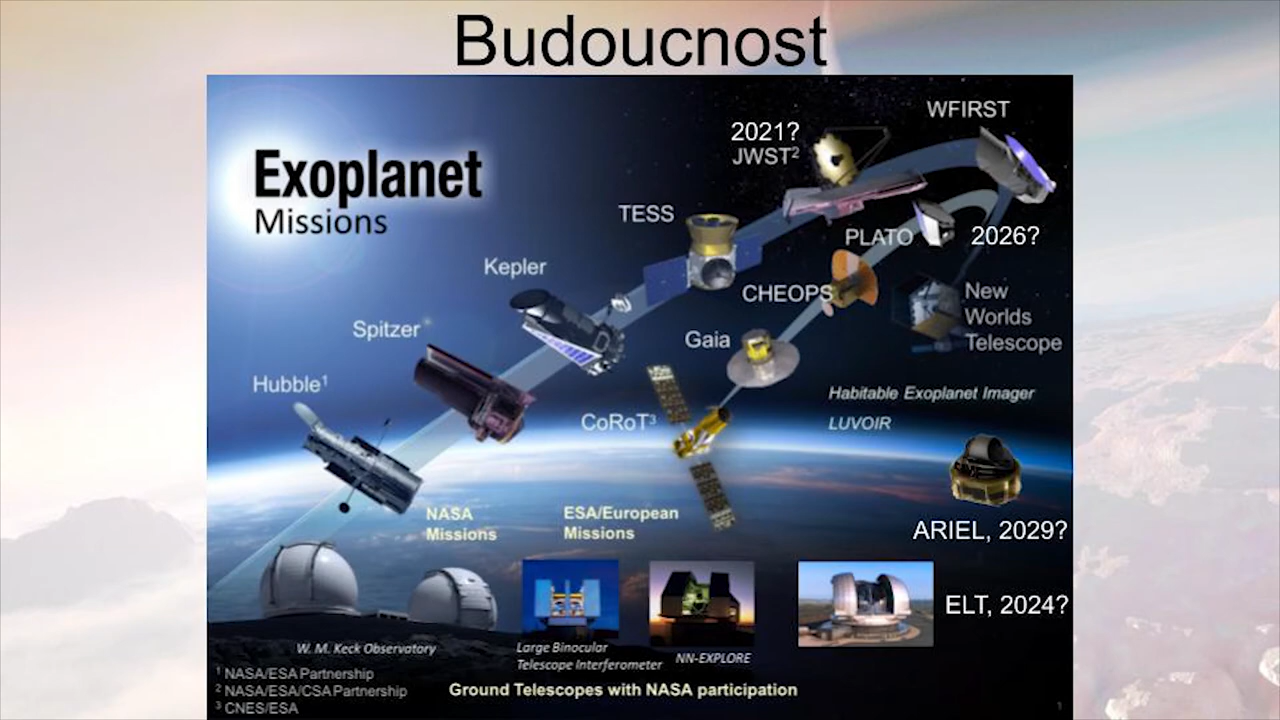 Budoucnost
Exoplanet
Missions
WFIRST
2021?
JWST²
TESS
PLATO
2026?
Kepler
CHEOPS
New
Worlds
Telescope
Spitzer
Gaia
Hubble¹
Habitable Exoplanet Imager
CoRoT³
LUVOIR
NASA
Missions
ESA/European
Missions
ARIEL, 2029?
ELT, 2024?
W. M. Keck Observatory
Large Binocular
Telescope Interferometer
NN-EXPLORE
¹ NASA/ESA Partnership
² NASA/ESA/CSA Partnership
³ CNES/ESA
Ground Telescopes with NASA participation
1